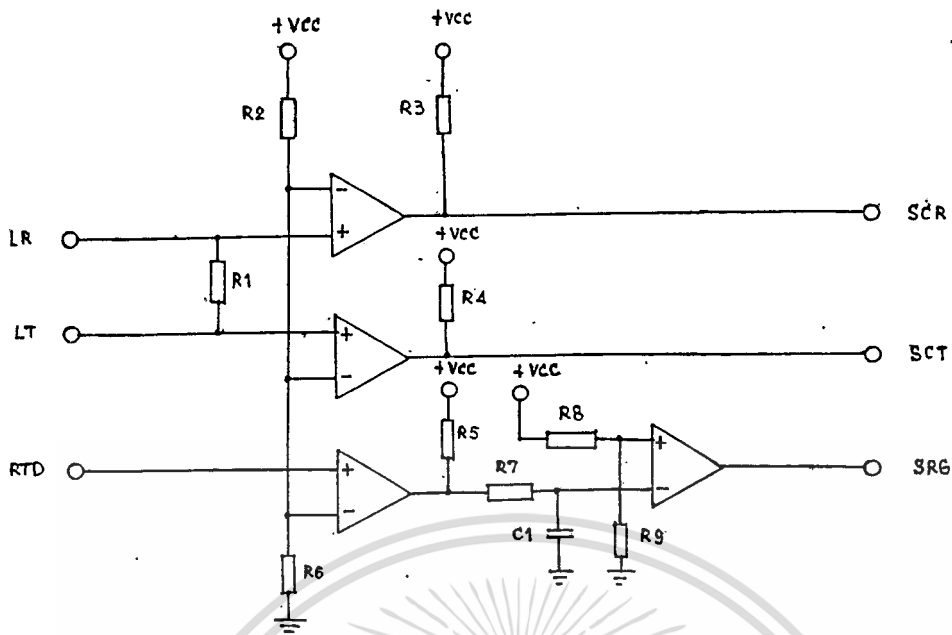 +VCC
+VCC
R2
R3
-
+
SCR
LR
R1
+VCC
R4
LT
+
-
SCT
+VCC
+VCC
R5
R8
RTD
+
-
R7
+
-
SRG
C1
R9
R6